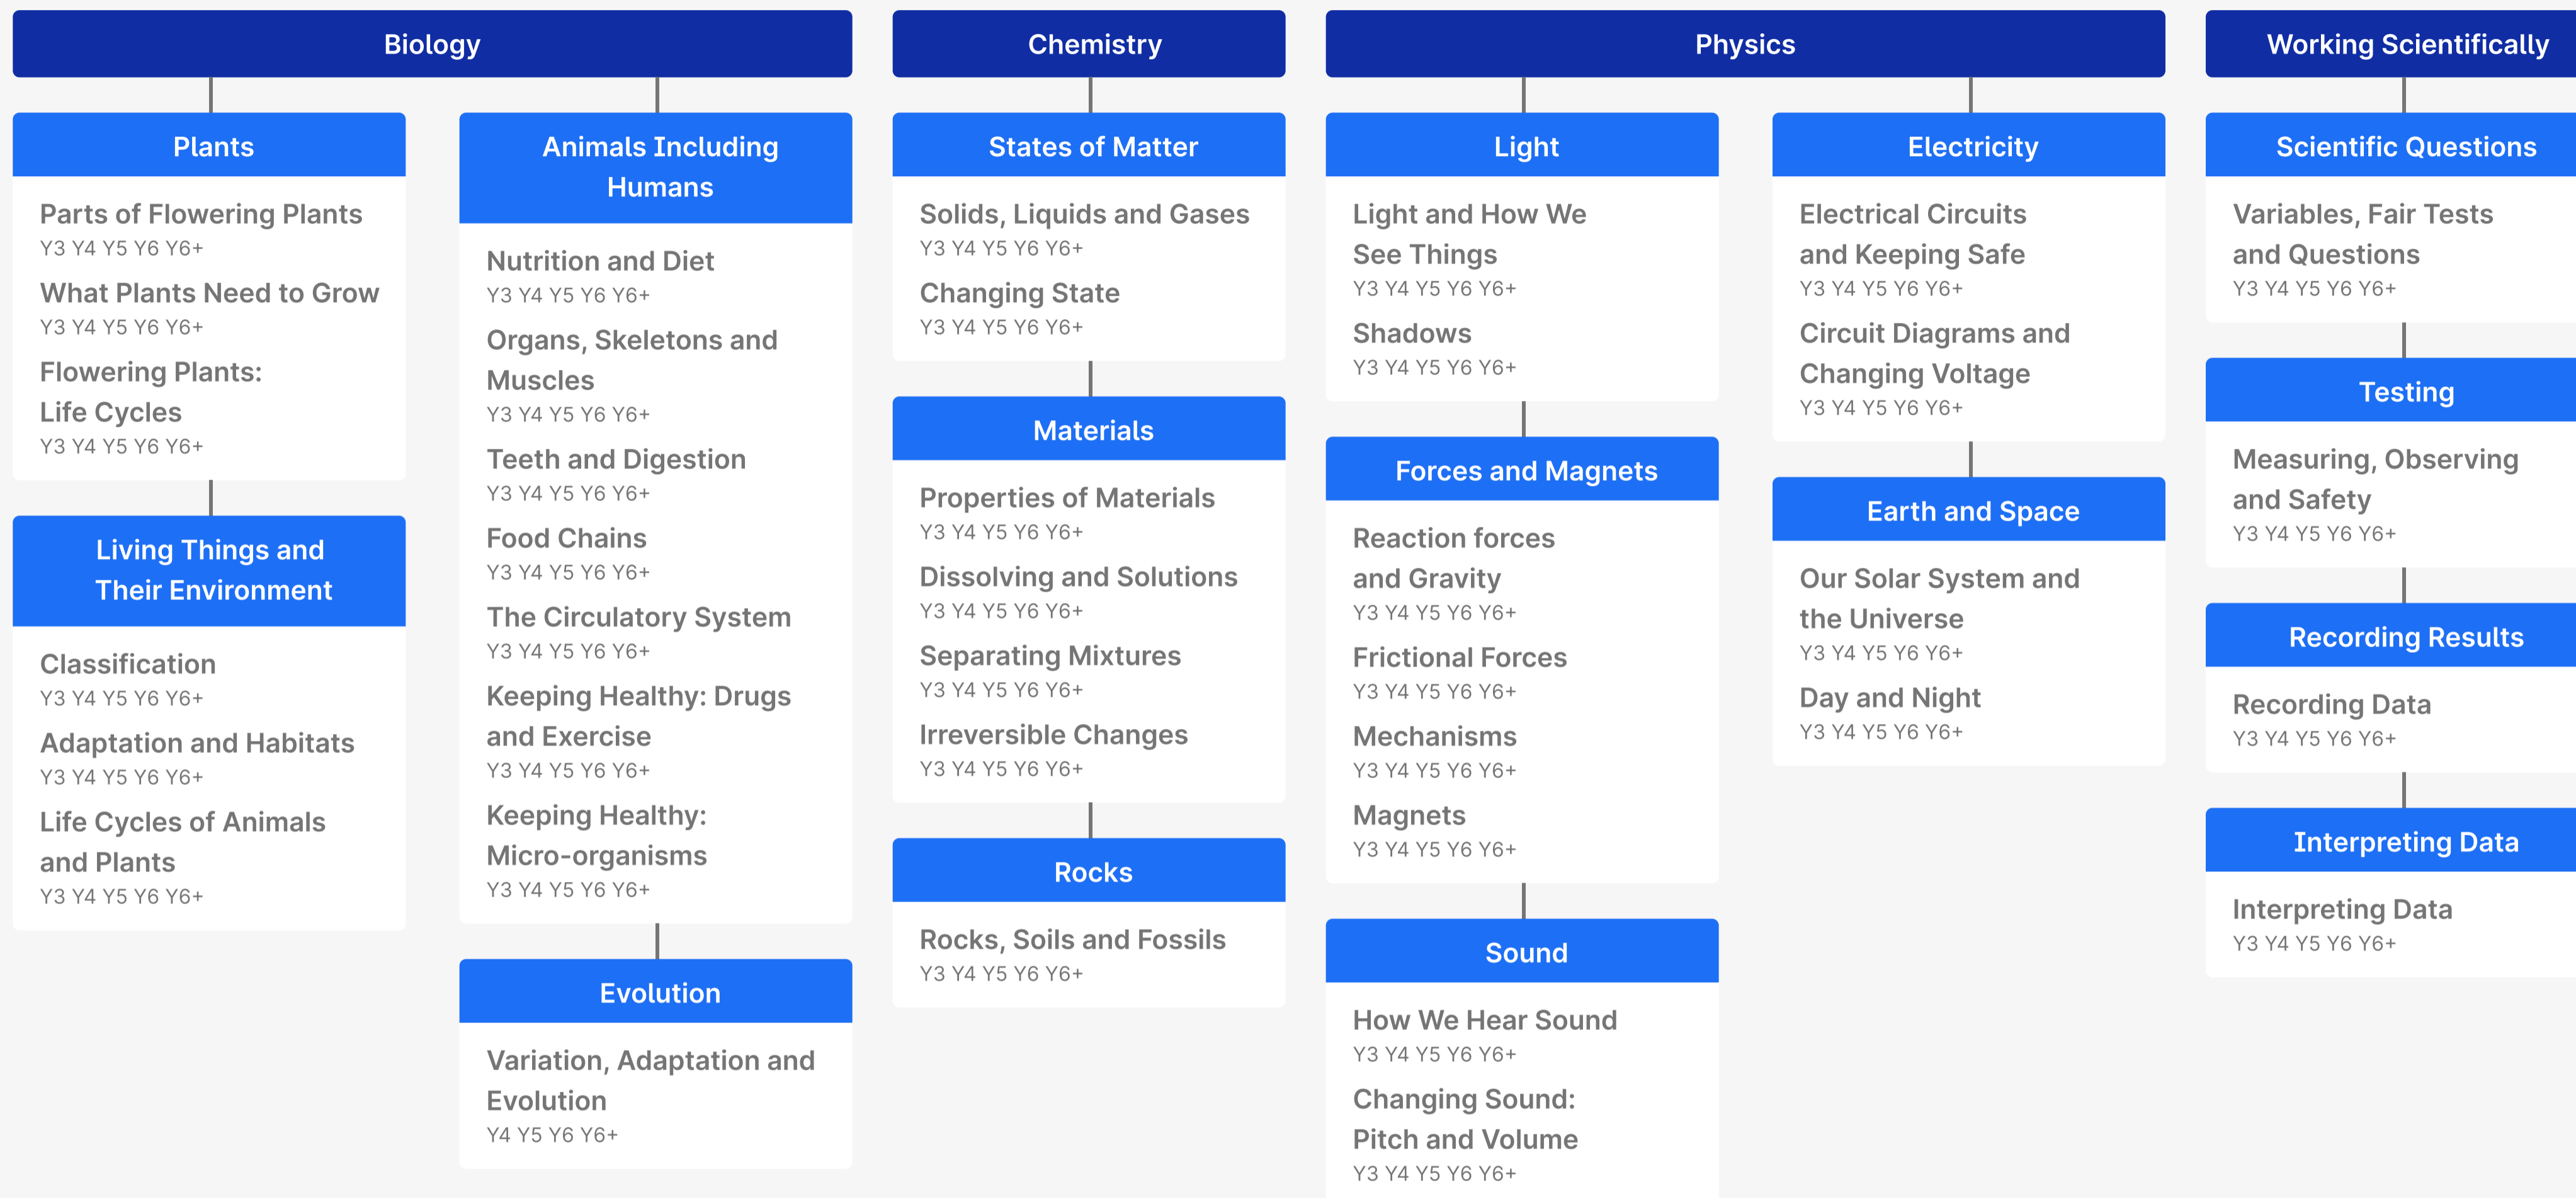 Biology
Plants
Parts of Flowering Plants
Y3 Y4 Y5 Y6 Y6+
What Plants Need to Grow
Y3 Y4 Y5 Y6 Y6+
Flowering Plants:
Life Cycles
Y3 Y4 Y5 Y6 Y6+
Living Things and
Their Environment
Classification
Y3 Y4 Y5 Y6 Y6+
Adaptation and Habitats
Y3 Y4 Y5 Y6 Y6+
Life Cycles of Animals
and Plants
Y3 Y4 Y5 Y6 Y6+
Animals Including
Humans
Nutrition and Diet
Y3 Y4 Y5 Y6 Y6+
Organs, Skeletons and
Muscles
Y3 Y4 Y5 Y6 Y6+
Teeth and Digestion
Y3 Y4 Y5 Y6 Y6+
Food Chains
Y3 Y4 Y5 Y6 Y6+
The Circulatory System
Y3 Y4 Y5 Y6 Y6+
Keeping Healthy: Drugs
and Exercise
Y3 Y4 Y5 Y6 Y6+
Keeping Healthy:
Micro-organisms
Y3 Y4 Y5 Y6 Y6+
Evolution
Variation, Adaptation and
Evolution
Y4 Y5 Y6 Y6+
Chemistry
States of Matter
Solids, Liquids and Gases
Y3 Y4 Y5 Y6 Y6+
Changing State
Y3 Y4 Y5 Y6 Y6+
Materials
Properties of Materials
Y3 Y4 Y5 Y6 Y6+
Dissolving and Solutions
Y3 Y4 Y5 Y6 Y6+
Separating Mixtures
Y3 Y4 Y5 Y6 Y6+
Irreversible Changes
Y3 Y4 Y5 Y6 Y6+
Rocks
Rocks, Soils and Fossils
Y3 Y4 Y5 Y6 Y6+
Physics
Light
Light and How We
See Things
Y3 Y4 Y5 Y6 Y6+
Shadows
Y3 Y4 Y5 Y6 Y6+
Forces and Magnets
Reaction forces
and Gravity
Y3 Y4 Y5 Y6 Y6+
Frictional Forces
Y3 Y4 Y5 Y6 Y6+
Mechanisms
Y3 Y4 Y5 Y6 Y6+
Magnets
Y3 Y4 Y5 Y6 Y6+
Sound
How We Hear Sound
Y3 Y4 Y5 Y6 Y6+
Changing Sound:
Pitch and Volume
Y3 Y4 Y5 Y6 Y6+
Electricity
Electrical Circuits
and Keeping Safe
Y3 Y4 Y5 Y6 Y6+
Circuit Diagrams and
Changing Voltage
Y3 Y4 Y5 Y6 Y6+
Earth and Space
Our Solar System and
the Universe
Y3 Y4 Y5 Y6 Y6+
Day and Night
Y3 Y4 Y5 Y6 Y6+
Working Scientifically
Scientific Questions
Variables, Fair Tests
and Questions
Y3 Y4 Y5 Y6 Y6+
Testing
Measuring, Observing
and Safety
Y3 Y4 Y5 Y6 Y6+
Recording Results
Recording Data
Y3 Y4 Y5 Y6 Y6+
Interpreting Data
Interpreting Data
Y3 Y4 Y5 Y6 Y6+